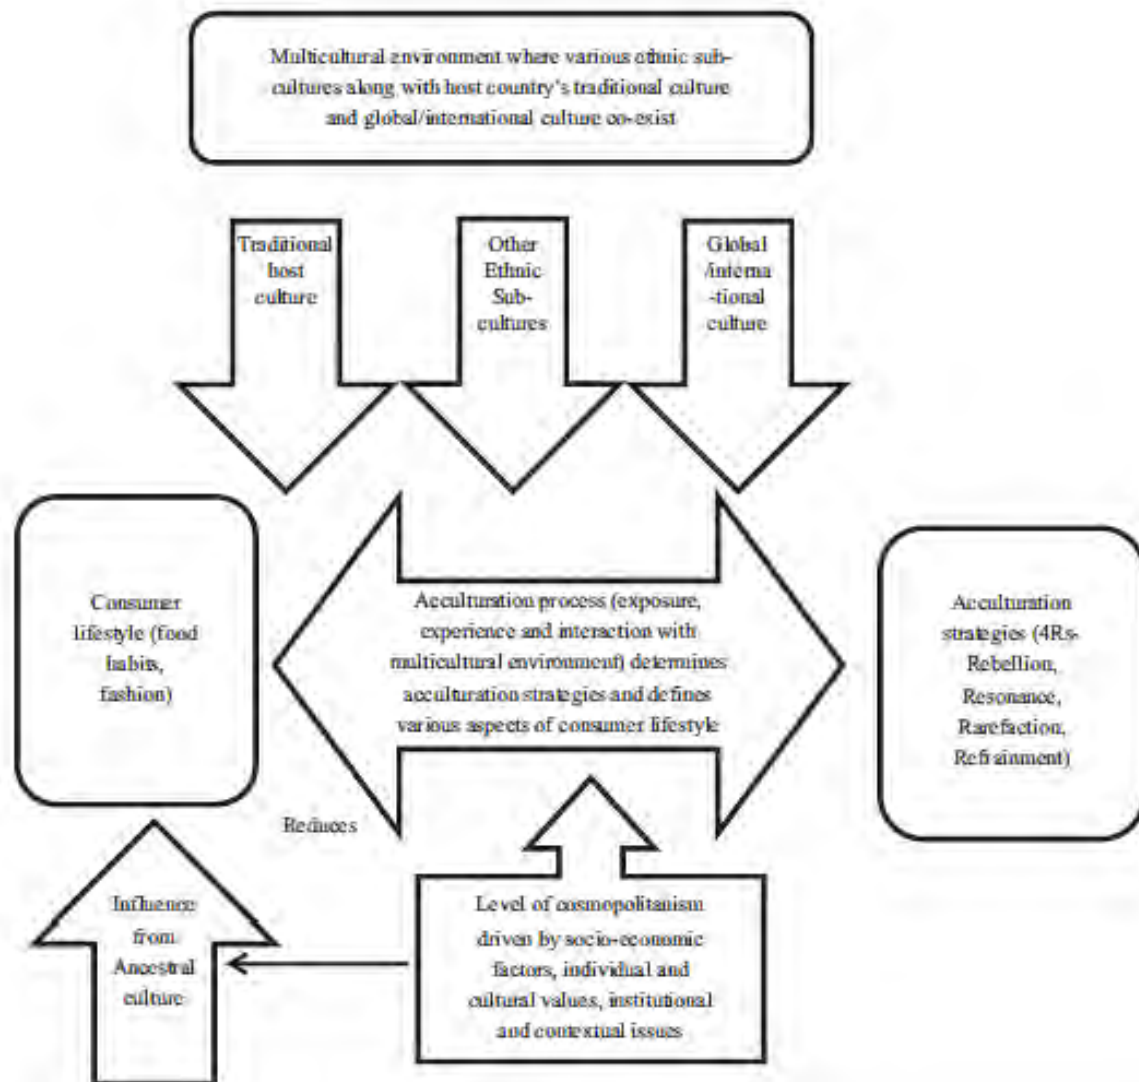 Multicultural environment where various ethnic sub-
cultures along with host country's traditional culture
and global/international culture co-exist
Traditional
host
culture
Other
Ethnic
Sub-
cultures
Global
/interna
-tional
culture
Consumer
lifestyle (food
habits,
fashion)
Acculturation process (exposure,
experience and interaction with
multicultural environment) determines
acculturation strategies and defines
various aspects of consumer lifestyle
Acculturation
strategies (4Rs-
Rebellion,
Resonance,
Rarefaction,
Refrainment)
Reduces
Influence
from
Ancestral
culture
Level of cosmopolitanism
driven by socio-economic
factors, individual and
cultural values, institutional
and contextual issues